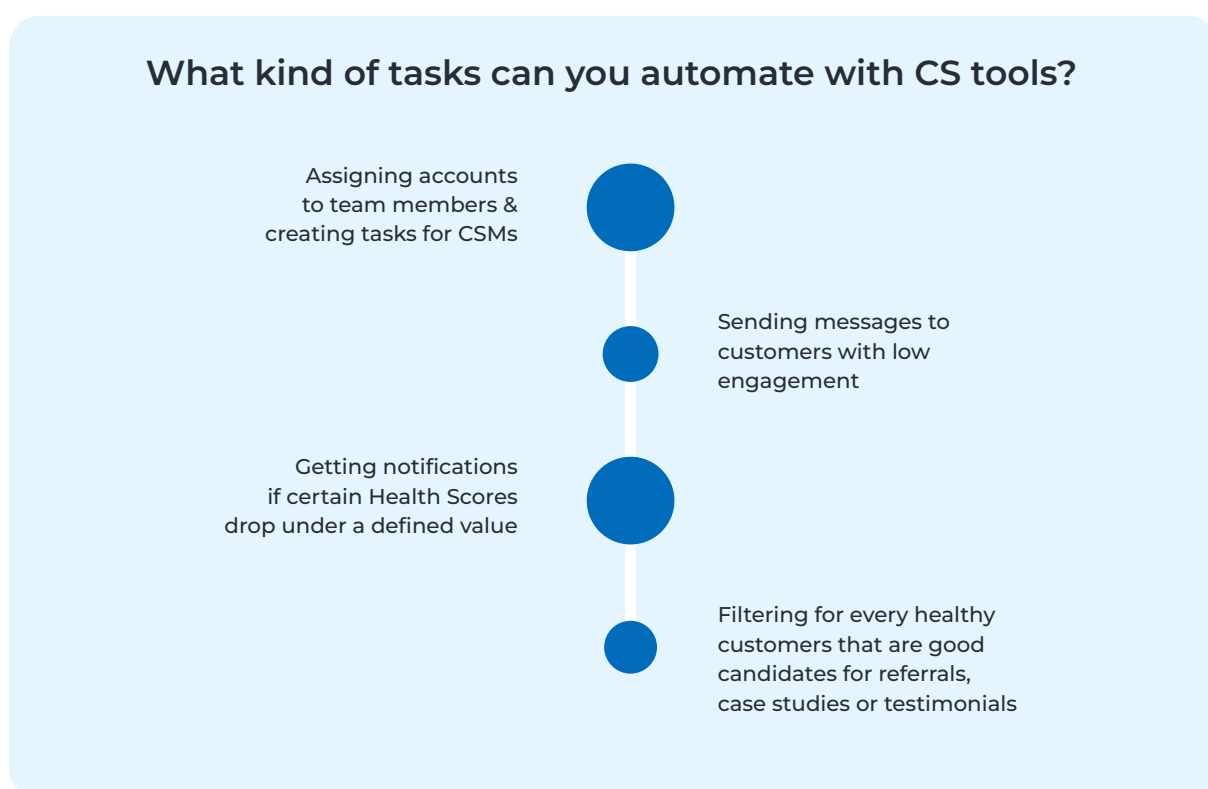 What kind of tasks can you automate with CS tools?
Assigning accounts
to team members &
creating tasks for CSMs
Sending messages to
customers with low
engagement
Getting notifications
if certain Health Scores
drop under a defined value
Filtering for every healthy
customers that are good
candidates for referrals,
case studies or testimonials